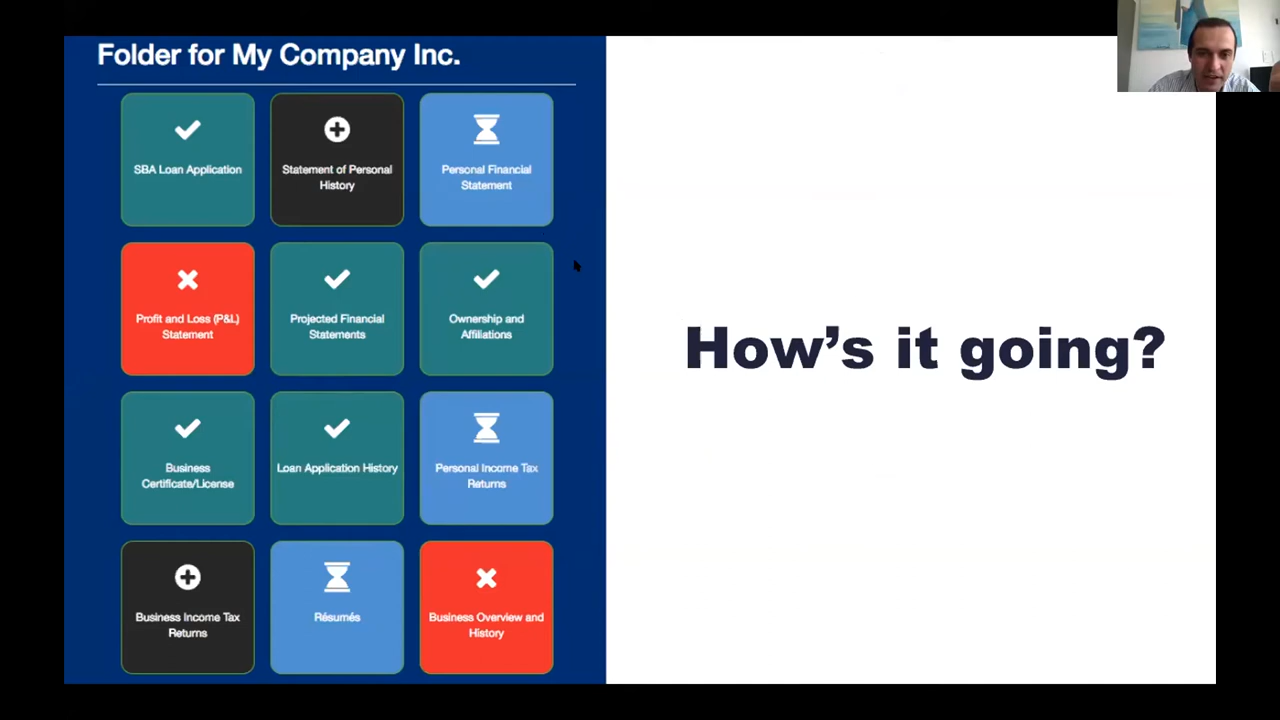 Folder for My Company Inc.
SBA Loan Application
Statement of Personal
History
Personal Financial
Statement
Profit and Loss (P&L)
Statement
Projected Financial
Statements
Ownership and
Affiliations
Business
Certificate/License
Loan Application History
Personal Income Tax
Returns
Business Income Tax
Returns
Résumés
Business Overview and
History
How’s it going?